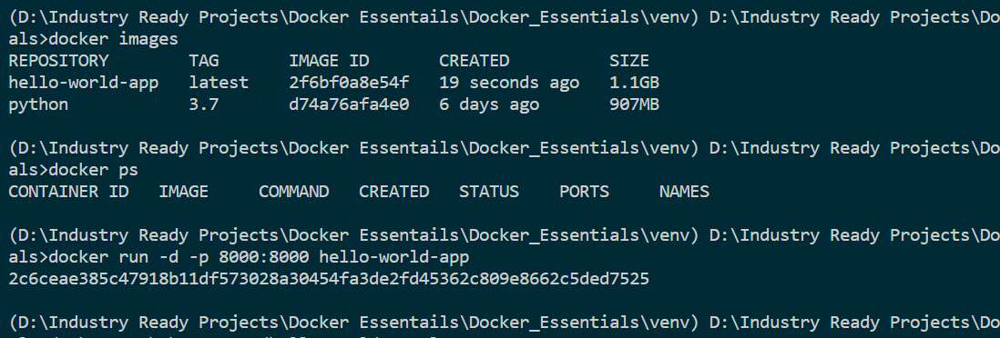 (D:\Industry Ready Projects\Docker Essentails\Docker_Essentials\venv) D:\Industry Ready Projects\Do
als>docker images
REPOSITORY        TAG       IMAGE ID       CREATED          SIZE
hello-world-app   latest    2f6bf0a8e54f   19 seconds ago   1.1GB
python            3.7       d74a76afa4e0   6 days ago       907MB
(D:\Industry Ready Projects\Docker Essentails\Docker_Essentials\venv) D:\Industry Ready Projects\Do
als>docker ps
CONTAINER ID   IMAGE     COMMAND   CREATED   STATUS    PORTS     NAMES
(D:\Industry Ready Projects\Docker Essentails\Docker_Essentials\venv) D:\Industry Ready Projects\Do
als>docker run -d -p 8000:8000 hello-world-app
2c6ceae385c47918b11df573028a30454fa3de2fd45362c809e8662c5ded7525
(D:\Industry Ready Projects\Docker Essentails\Docker_Essentials\venv) D:\Industry Ready Projects\Do